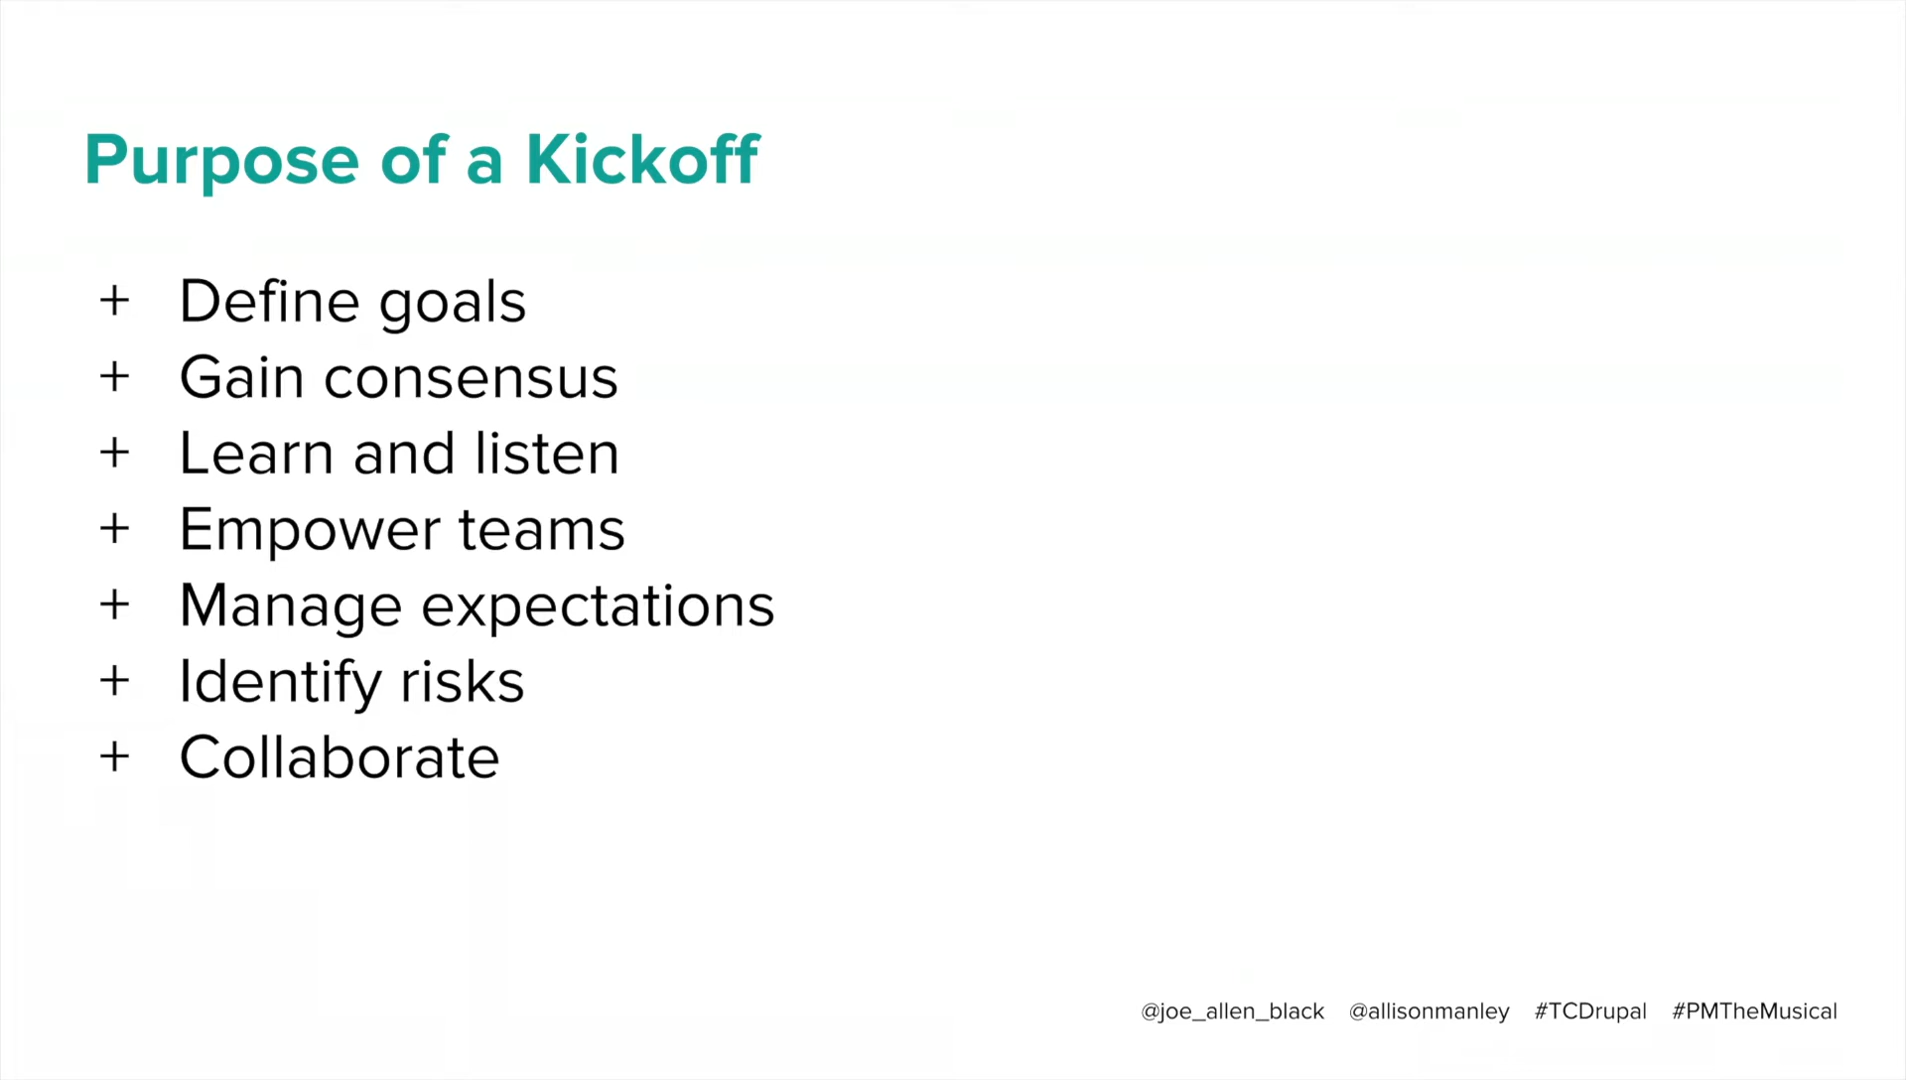 Purpose of a Kickoff
+ Define goals
+ Gain consensus
+ Learn and listen
+ Empower teams
+ Manage expectations
+ Identify risks
+ Collaborate
@joe_allen_black @allisonmanley #TCDrupal #PMTheMusical